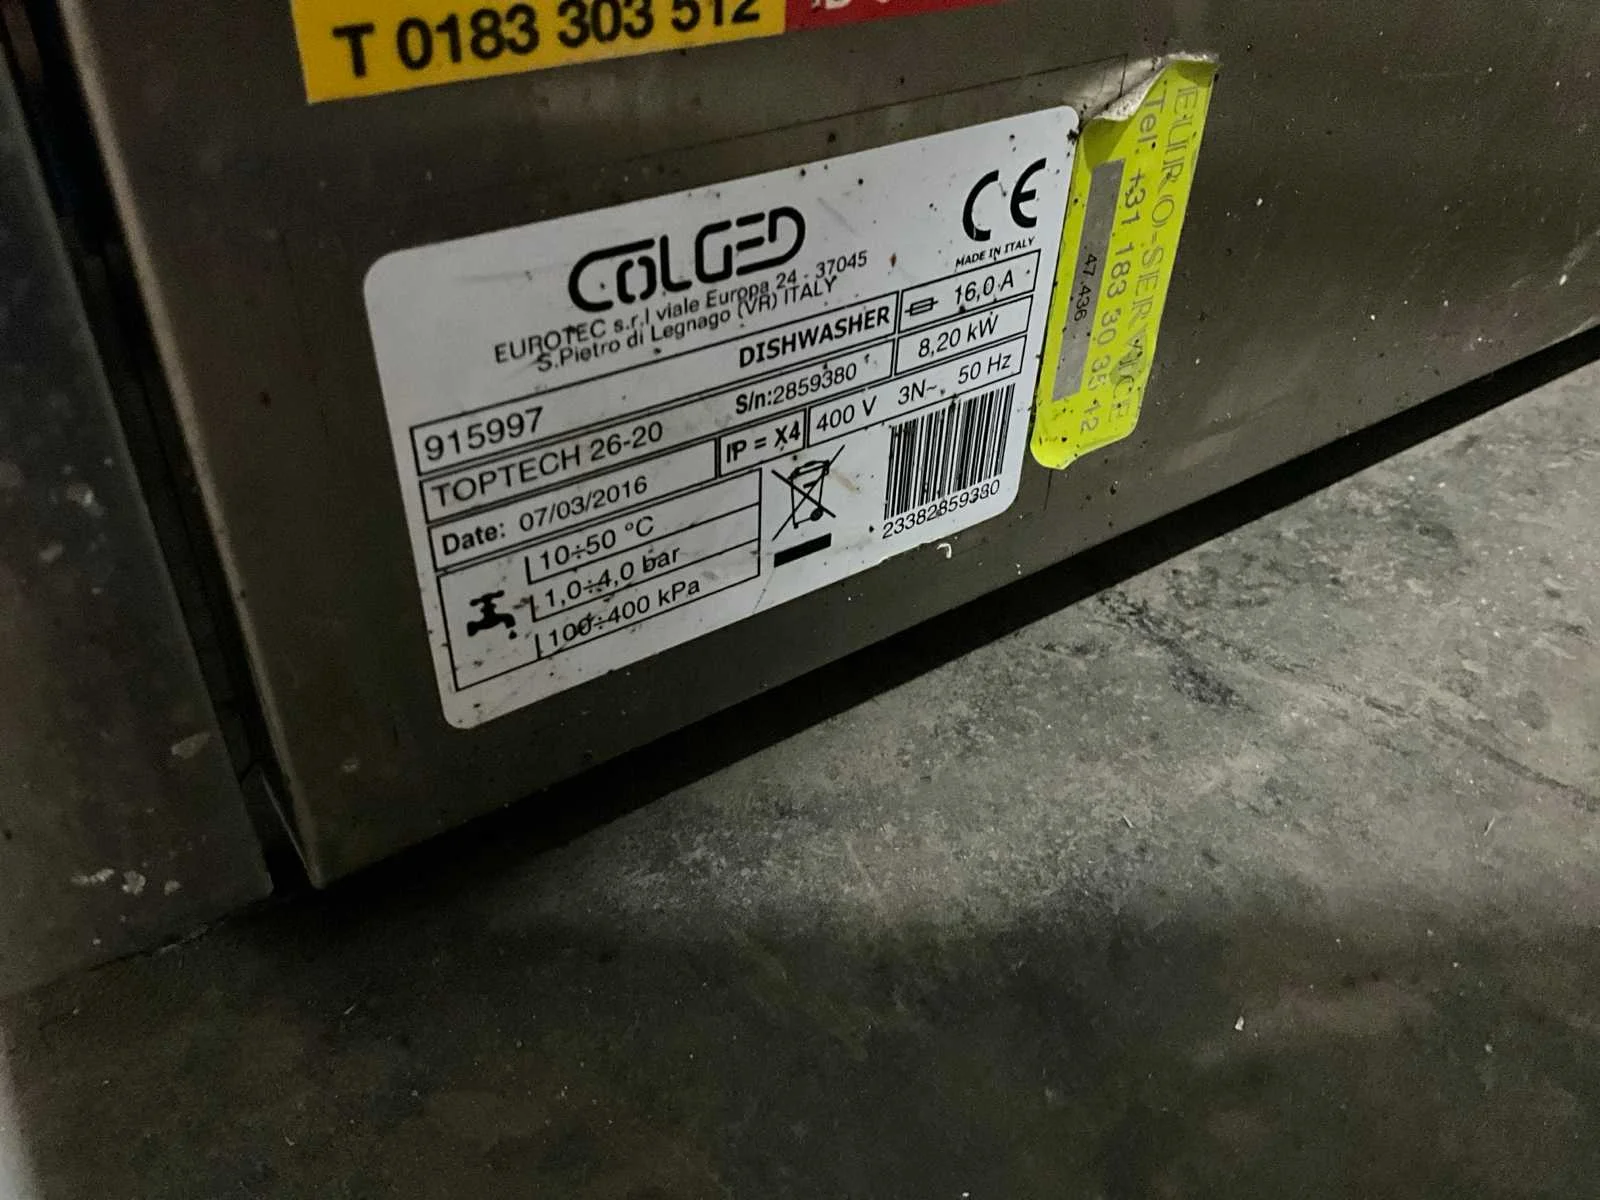 T 0183 303 512
COLGED
EUROTEC s.r.l viale Europa 24 - 37045
S.Pietro di Legnago (VR) ITALY
CE
MADE IN ITALY
915997
DISHWASHER
16,0 A
TOPTECH 26-20
S/n:2859380
8,20 kW
Date: 07/03/2016
IP = X4
400 V 3N~ 50 Hz
10÷50 °C
1,0÷4,0 bar
100÷400 kPa
23382859380
EURO-SERVICE
Tel: +31 183 30 35 12
47.436